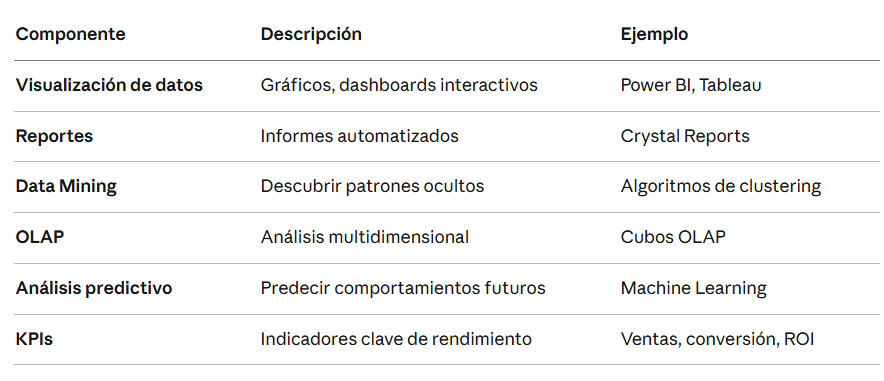 Componente Descripción Ejemplo
Visualización de datos Gráficos, dashboards interactivos Power BI, Tableau
Reportes Informes automatizados Crystal Reports
Data Mining Descubrir patrones ocultos Algoritmos de clustering
OLAP Análisis multidimensional Cubos OLAP
Análisis predictivo Predecir comportamientos futuros Machine Learning
KPIs Indicadores clave de rendimiento Ventas, conversión, ROI